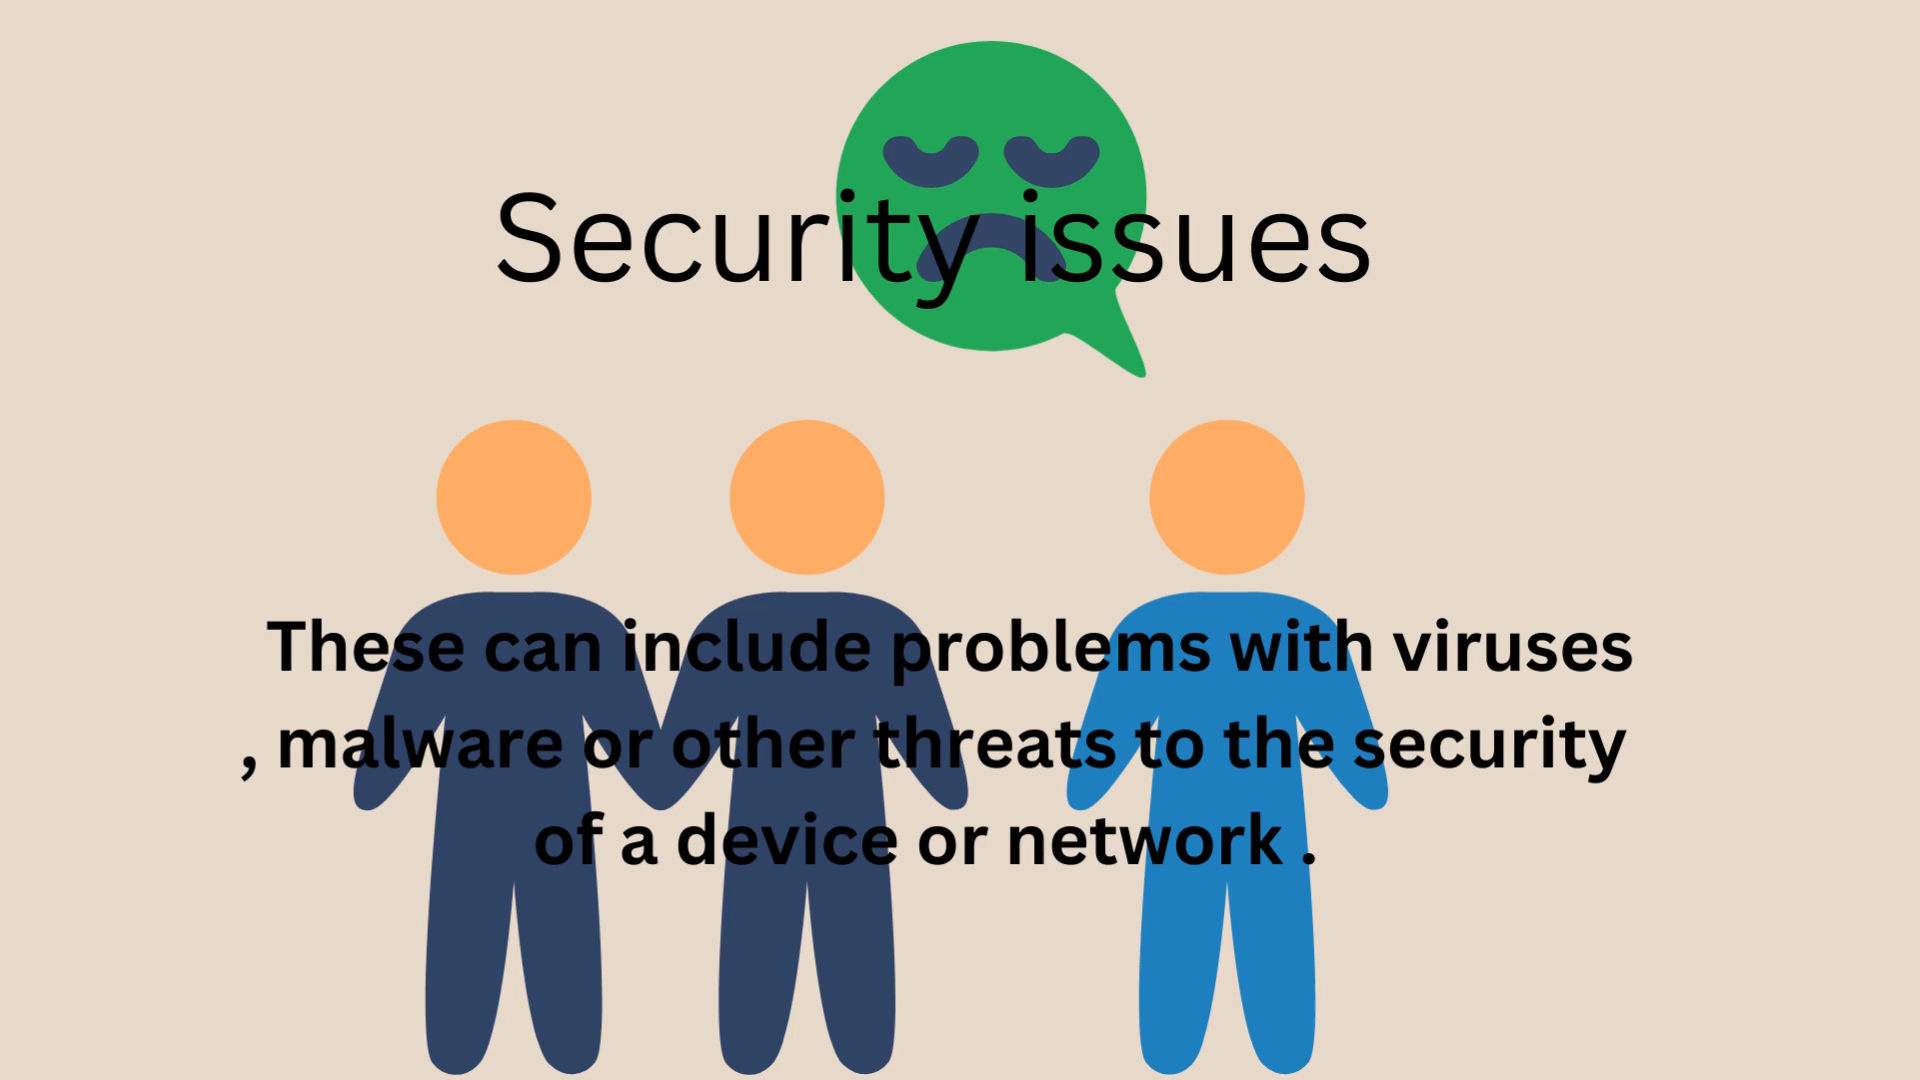 Security issues
These can include problems with viruses
, malware or other threats to the security
of a device or network .